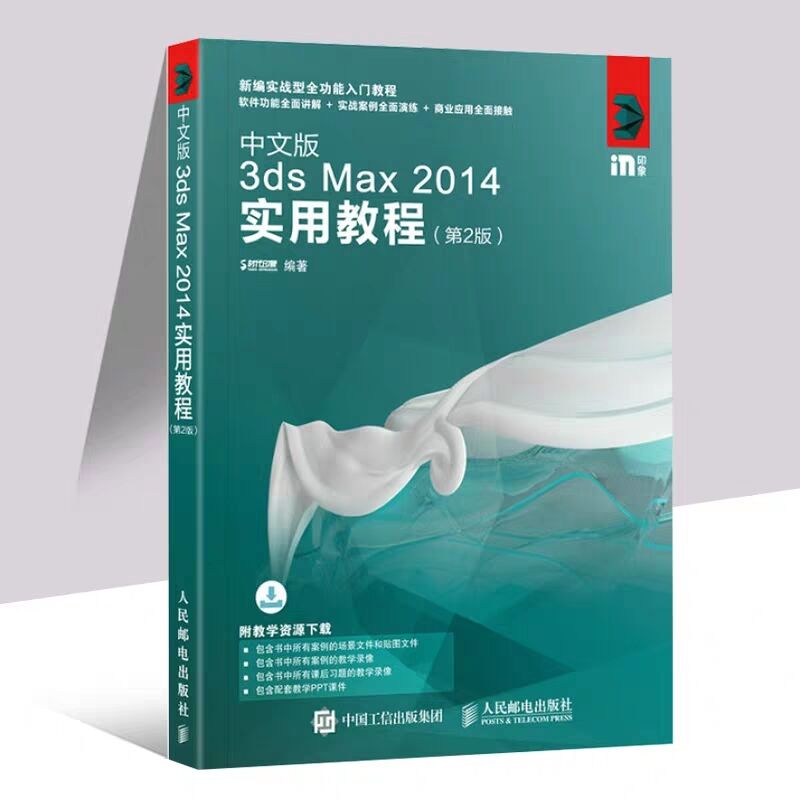 新编实战型全功能入门教程
软件功能全面讲解 + 实战案例全面演练 + 商业应用全面接触
中文版
3ds Max 2014
实用教程(第2版)
时代印象 编著
in印象
附教学资源下载
■ 包含书中所有案例的场景文件和贴图文件
■ 包含书中所有案例的教学录像
■ 包含书中所有课后习题的教学录像
■ 包含配套教学PPT课件
中国工信出版集团
人民邮电出版社
POSTS & TELECOM PRESS
中文版 3ds Max 2014 实用教程(第2版)
人民邮电出版社